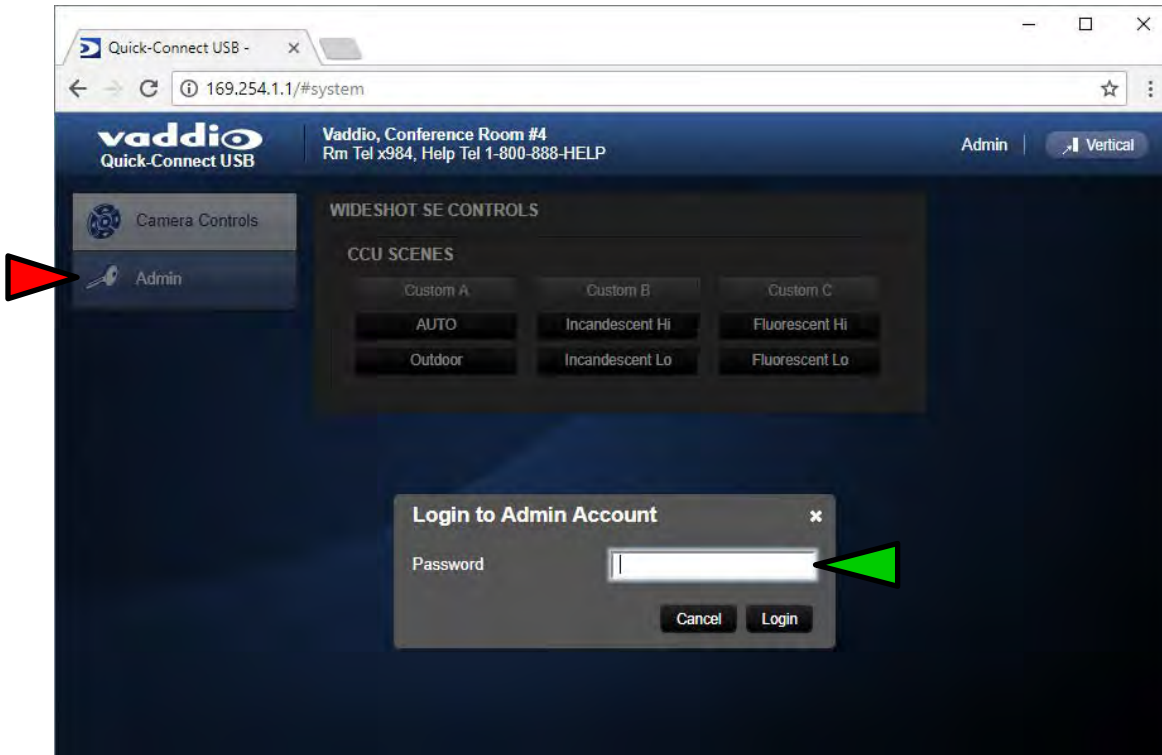 Quick-Connect USB -
169.254.1.1/#system
vaddio
Quick-Connect USB
Vaddio, Conference Room #4
Rm Tel x984, Help Tel 1-800-888-HELP
Admin
Vertical
Camera Controls
Admin
WIDESHOT SE CONTROLS
CCU SCENES
Custom A Custom B Custom C
AUTO Incandescent Hi Fluorescent Hi
Outdoor Incandescent Lo Fluorescent Lo
Login to Admin Account
Password
Cancel Login